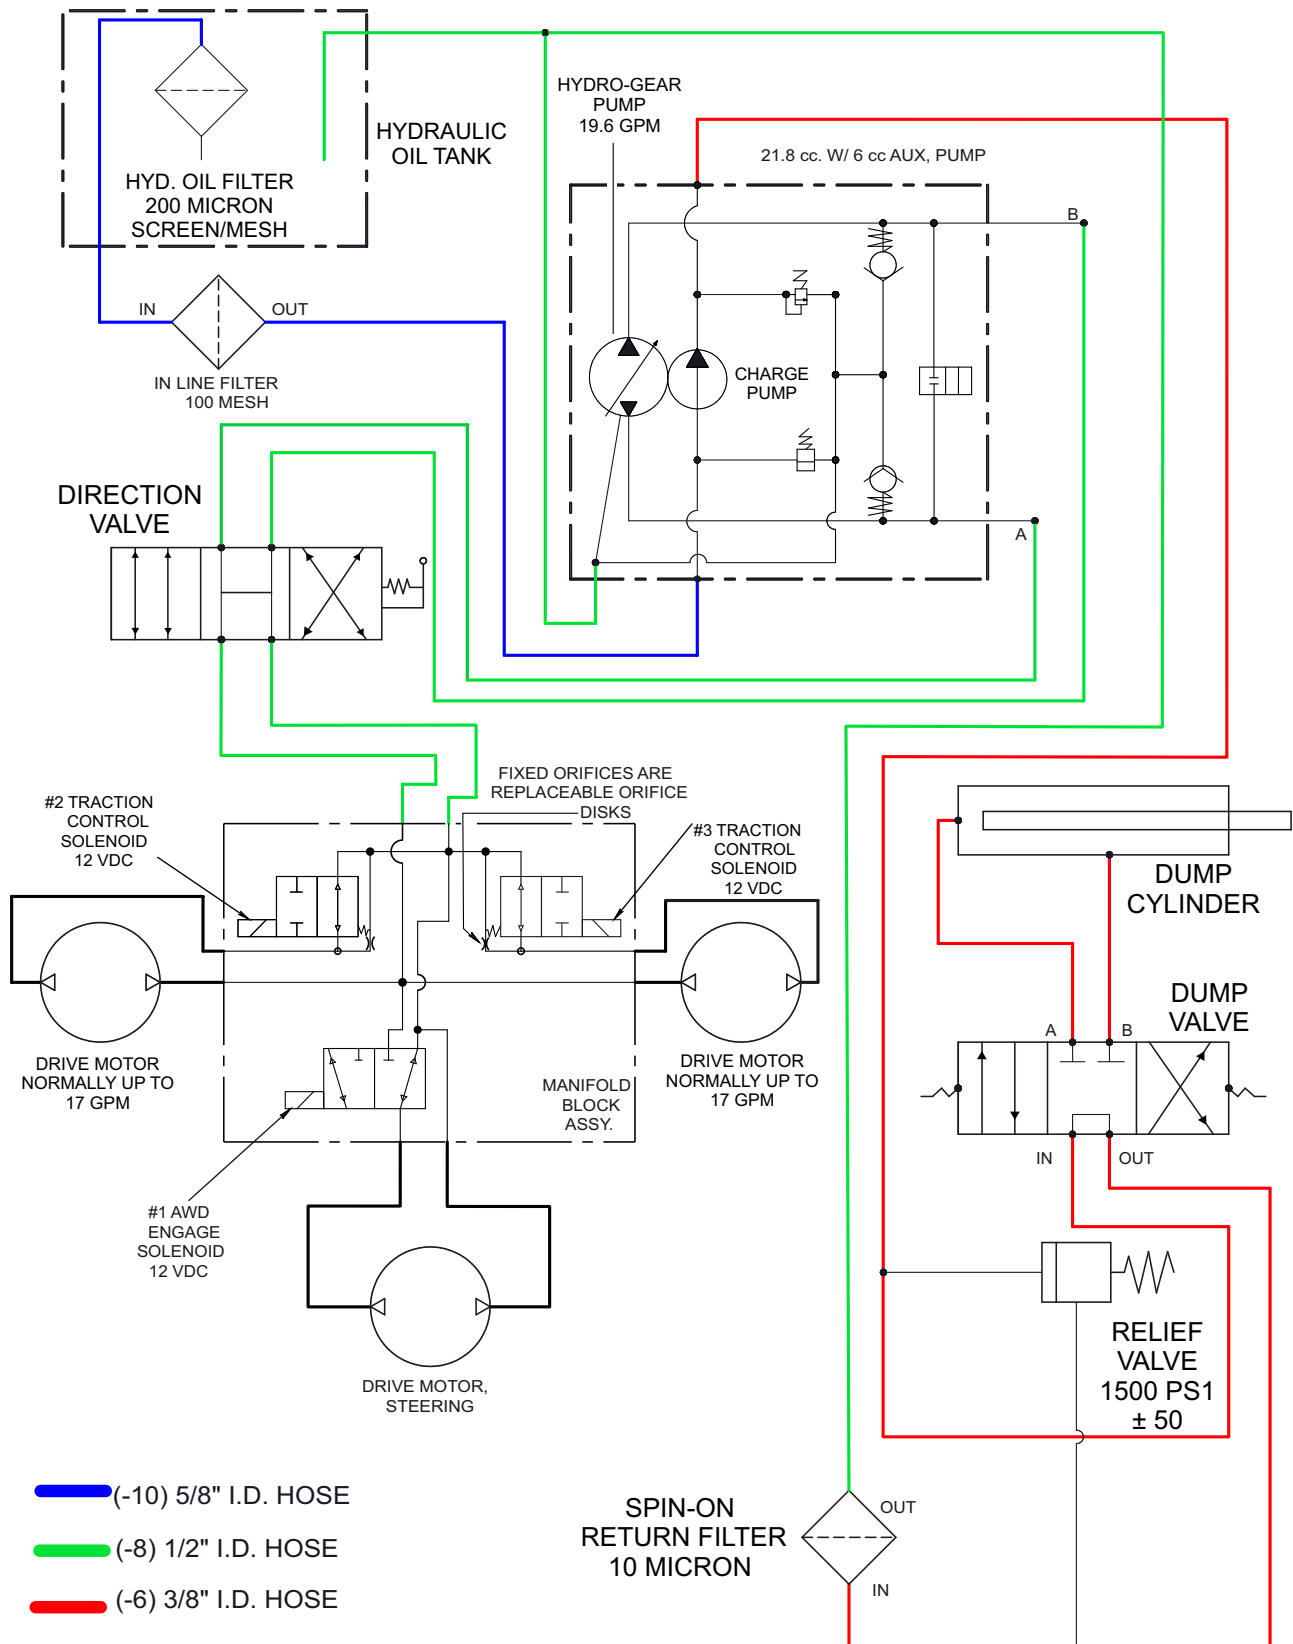 HYDRAULIC
OIL TANK
HYD. OIL FILTER
200 MICRON
SCREEN/MESH
HYDRO-GEAR
PUMP
19.6 GPM
21.8 cc. W/ 6 cc AUX, PUMP
B
IN
OUT
IN LINE FILTER
100 MESH
CHARGE
PUMP
A
DIRECTION
VALVE
#2 TRACTION
CONTROL
SOLENOID
12 VDC
FIXED ORIFICES ARE
REPLACEABLE ORIFICE
DISKS
#3 TRACTION
CONTROL
SOLENOID
12 VDC
DUMP
CYLINDER
DUMP
VALVE
A
B
IN
OUT
DRIVE MOTOR
NORMALLY UP TO
17 GPM
MANIFOLD
BLOCK
ASSY.
DRIVE MOTOR
NORMALLY UP TO
17 GPM
#1 AWD
ENGAGE
SOLENOID
12 VDC
DRIVE MOTOR,
STEERING
RELIEF
VALVE
1500 PS1
± 50
(-10) 5/8" I.D. HOSE
(-8) 1/2" I.D. HOSE
(-6) 3/8" I.D. HOSE
SPIN-ON
RETURN FILTER
10 MICRON
OUT
IN